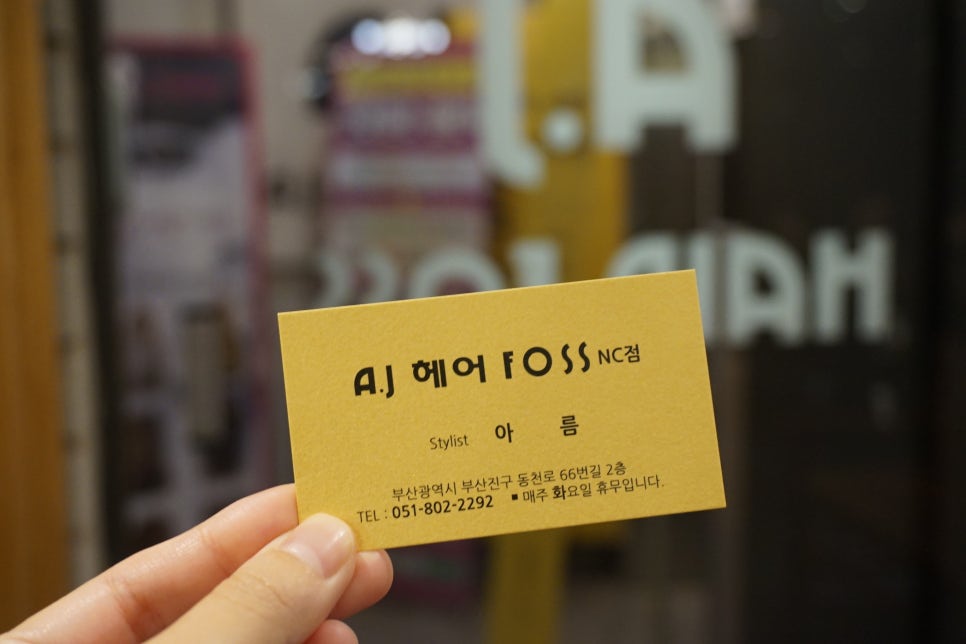 A.J
HAIR FOSS
A.J 헤어 FOSS NC점
Stylist 아 름
부산광역시 부산진구 동천로 66번길 2층
TEL : 051-802-2292 ▪ 매주 화요일 휴무입니다.